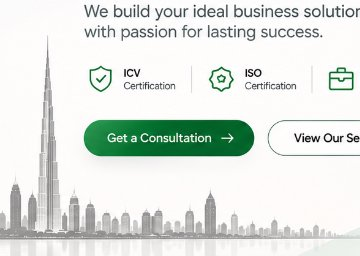 We build your ideal business solution
with passion for lasting success.
ICV
Certification
ISO
Certification
Get a Consultation
View Our Se